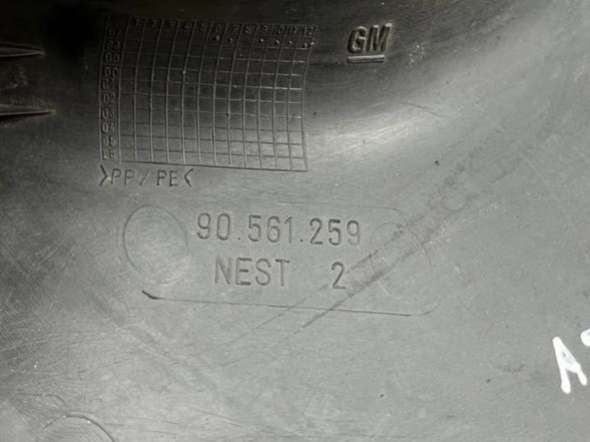 GM
>PP/PE<
90.561.259
NEST 2
A